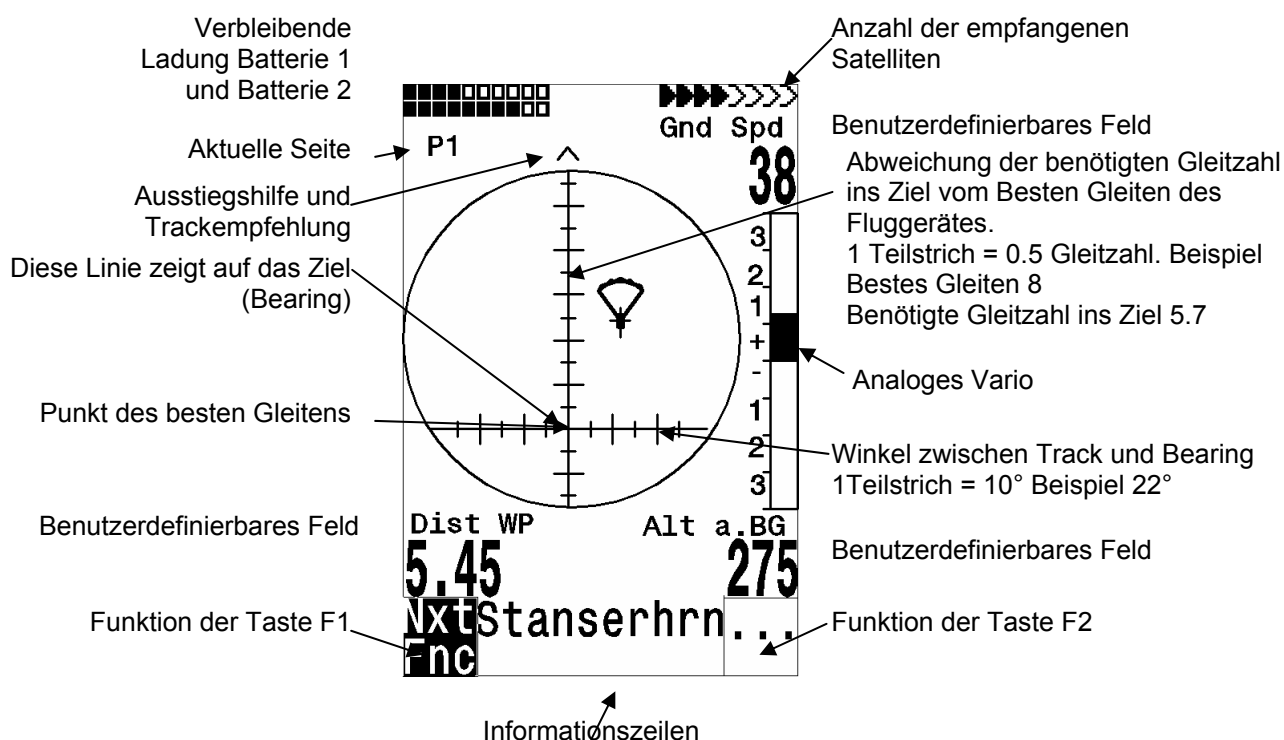 Verbleibende
Ladung Batterie 1
und Batterie 2
Anzahl der empfangenen
Satelliten
Aktuelle Seite
P1
Gnd Spd
38
Benutzerdefinierbares Feld
Ausstiegshilfe und
Trackempfehlung
Abweichung der benötigten Gleitzahl
ins Ziel vom Besten Gleiten des
Fluggerätes.
1 Teilstrich = 0.5 Gleitzahl. Beispiel
Bestes Gleiten 8
Benötigte Gleitzahl ins Ziel 5.7
Diese Linie zeigt auf das Ziel
(Bearing)
3
2
1
+
-
1
2
3
Analoges Vario
Punkt des besten Gleitens
Winkel zwischen Track und Bearing
1Teilstrich = 10° Beispiel 22°
Benutzerdefinierbares Feld
Dist WP
5.45
Alt a.BG
275
Benutzerdefinierbares Feld
Funktion der Taste F1
Nxt
Fnc
Stanserhrn...
Funktion der Taste F2
Informationszeilen